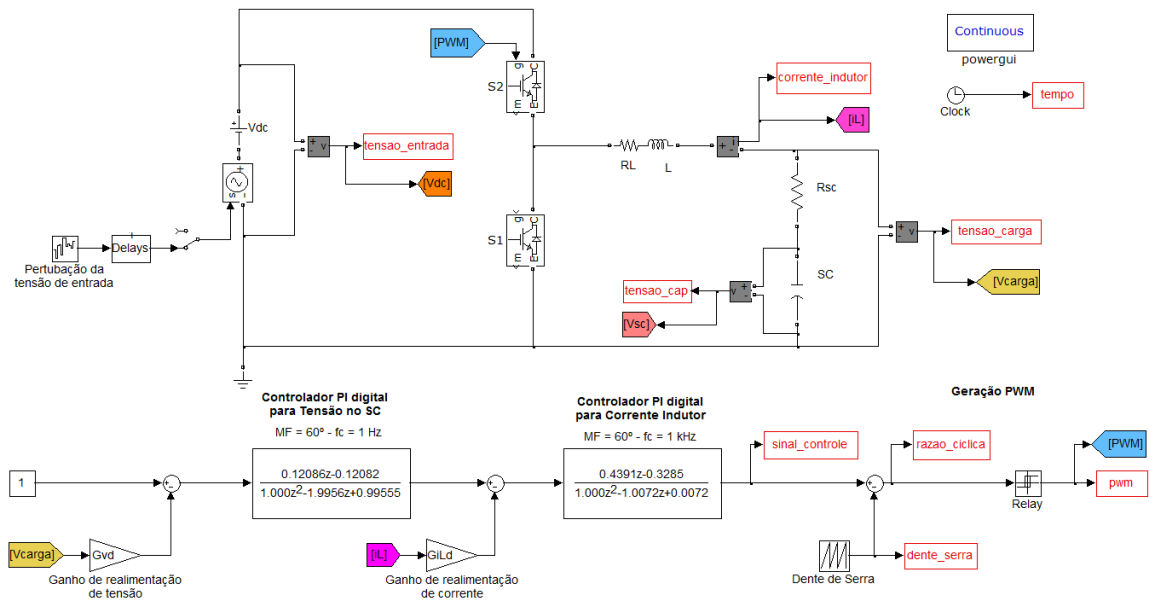 [PWM]
g
C
m
E
S2
Continuous
powergui
Clock
tempo
corrente_indutor
[iL]
+
Vdc
+
-
v
tensao_entrada
[Vdc]
s
+
-
Delays
Pertubação da
tensão de entrada
RL
L
+
i
-
Rsc
SC
S1
g
C
m
E
tensao_cap
[Vsc]
v
+
-
+
-
v
tensao_carga
[Vcarga]
Controlador PI digital
para Tensão no SC
MF = 60º - fc = 1 Hz
0.12086z-0.12082
1.000z2-1.9956z+0.99555
Controlador PI digital
para Corrente Indutor
MF = 60º - fc = 1 kHz
0.4391z-0.3285
1.000z2-1.0072z+0.0072
Geração PWM
sinal_controle
razao_ciclica
[PWM]
pwm
Relay
1
+
-
+
-
+
-
[Vcarga]
Gvd
Ganho de realimentação
de tensão
[iL]
GiLd
Ganho de realimentação
de corrente
Dente de Serra
dente_serra